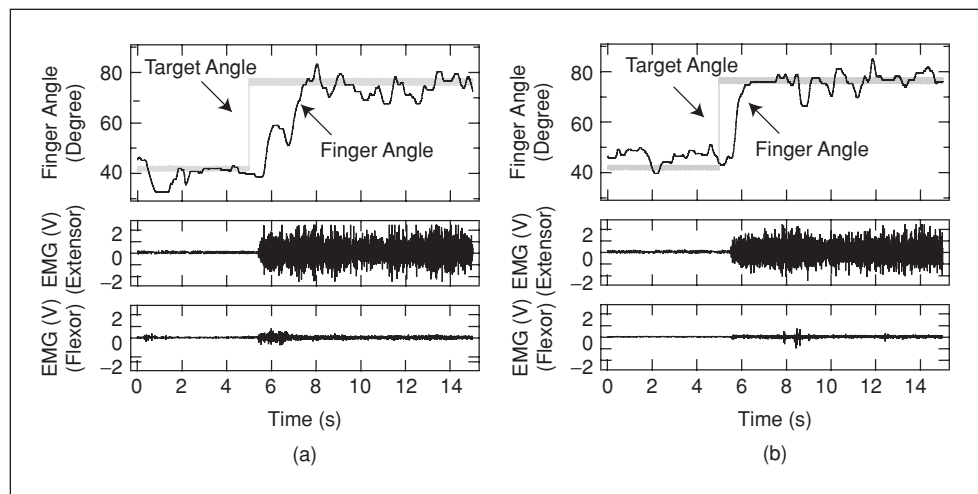 Finger Angle
(Degree)
80
60
40
Target Angle
Finger Angle
EMG (V)
(Extensor)
2
0
−2
EMG (V)
(Flexor)
2
0
−2
0 2 4 6 8 10 12 14
Time (s)
(a)
Finger Angle
(Degree)
80
60
40
Target Angle
Finger Angle
EMG (V)
(Extensor)
2
0
−2
EMG (V)
(Flexor)
2
0
−2
0 2 4 6 8 10 12 14
Time (s)
(b)